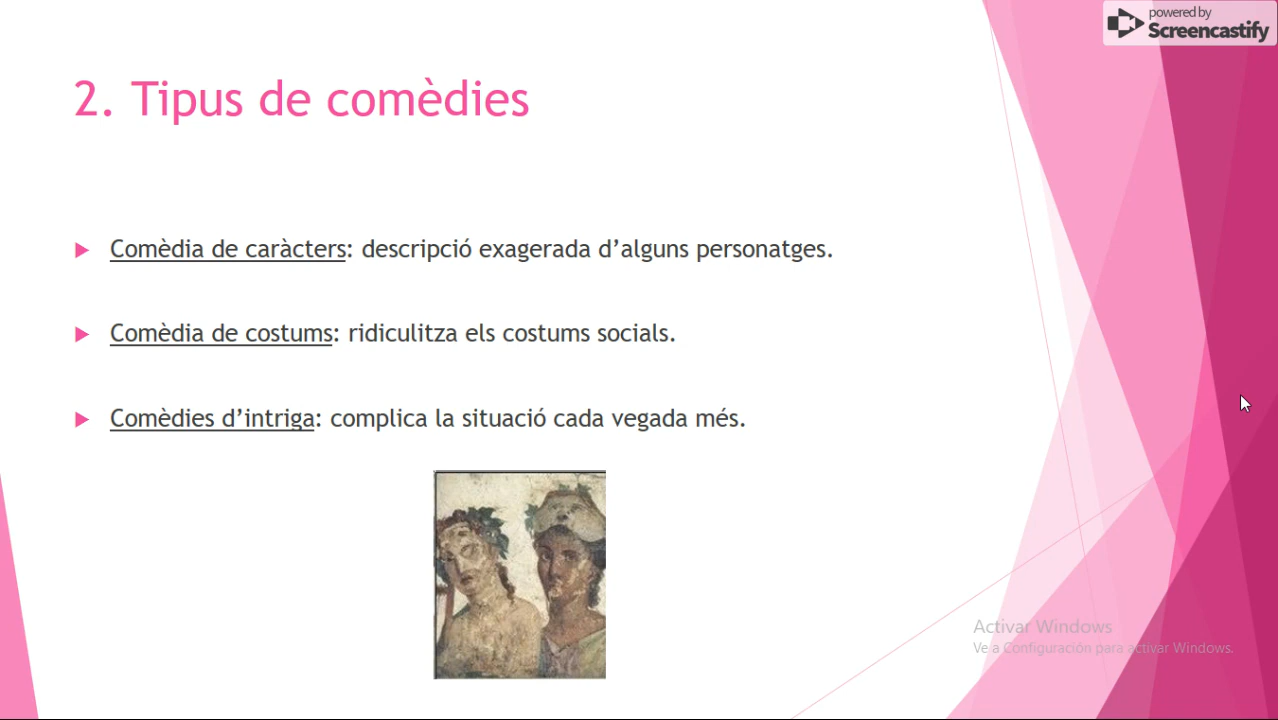 powered by
Screencastify
2. Tipus de comèdies
Comèdia de caràcters: descripció exagerada d’alguns personatges.
Comèdia de costums: ridiculitza els costums socials.
Comèdies d’intriga: complica la situació cada vegada més.
Activar Windows
Ve a Configuración para activar Windows.